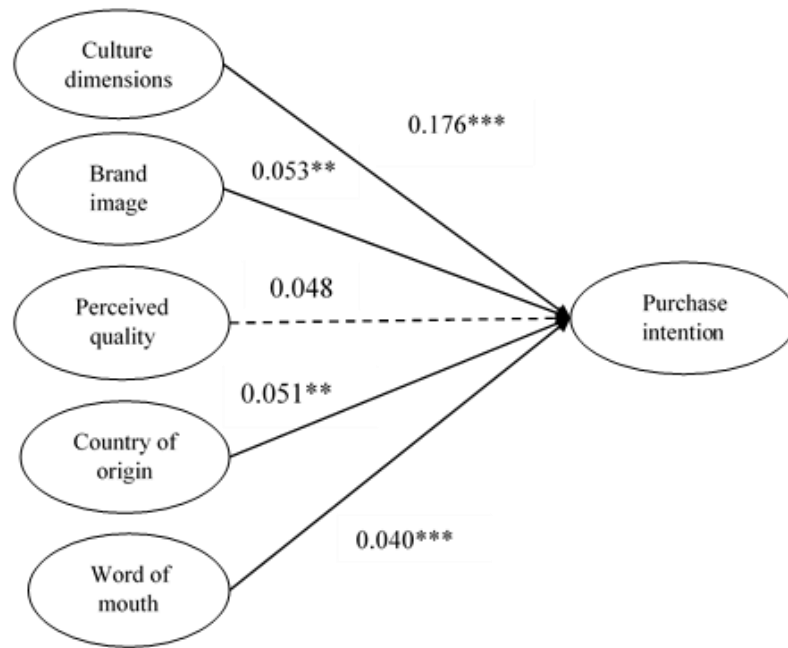 Culture
dimensions
0.176***
Brand
image
0.053**
Perceived
quality
0.048
Purchase
intention
Country of
origin
0.051**
Word of
mouth
0.040***